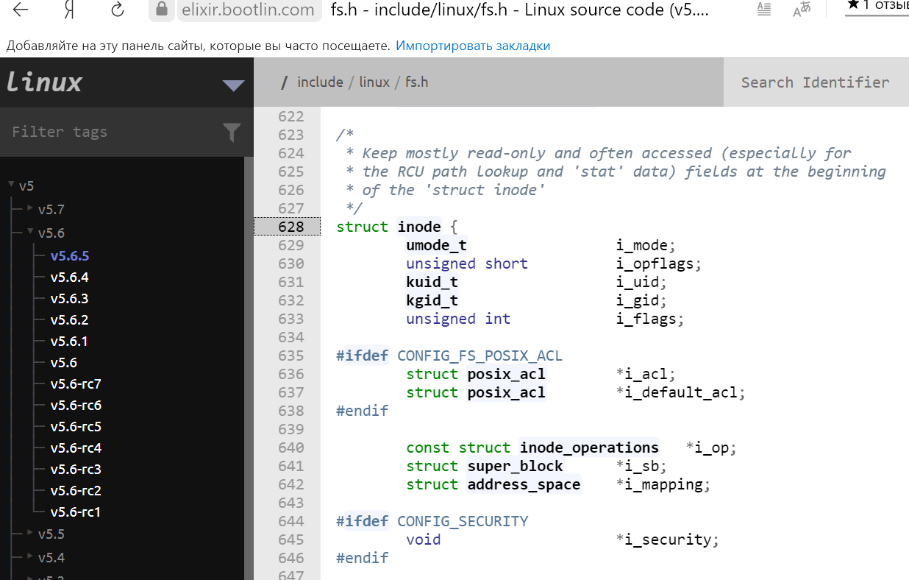 Я elixir.bootlin.com fs.h - include/linux/fs.h - Linux source code (v5.... ★ 1 отзыв
Добавляйте на эту панель сайты, которые вы часто посещаете. Импортировать закладки
Linux
/ include / linux / fs.h
Search Identifier
Filter tags
v5
v5.7
v5.6
v5.6.5
v5.6.4
v5.6.3
v5.6.2
v5.6.1
v5.6
v5.6-rc7
v5.6-rc6
v5.6-rc5
v5.6-rc4
v5.6-rc3
v5.6-rc2
v5.6-rc1
v5.5
v5.4
622
623 /*
624  * Keep mostly read-only and often accessed (especially for
625  * the RCU path lookup and 'stat' data) fields at the beginning
626  * of the 'struct inode'
627  */
628 struct inode {
629 umode_t i_mode;
630 unsigned short i_opflags;
631 kuid_t i_uid;
632 kgid_t i_gid;
633 unsigned int i_flags;
634
635 #ifdef CONFIG_FS_POSIX_ACL
636 struct posix_acl *i_acl;
637 struct posix_acl *i_default_acl;
638 #endif
639
640 const struct inode_operations *i_op;
641 struct super_block *i_sb;
642 struct address_space *i_mapping;
643
644 #ifdef CONFIG_SECURITY
645 void *i_security;
646 #endif
647